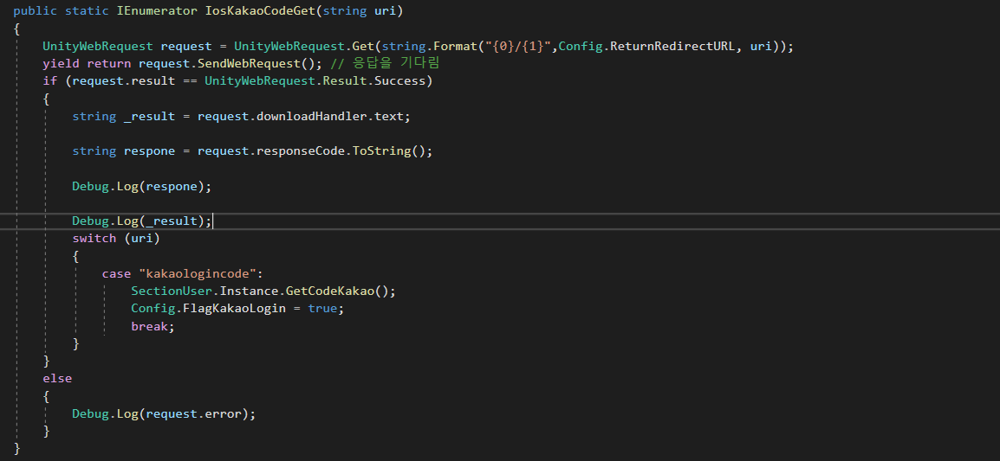 public static IEnumerator IosKakaoCodeGet(string uri)
{
UnityWebRequest request = UnityWebRequest.Get(string.Format("{0}/{1}",Config.ReturnRedirectURL, uri));
yield return request.SendWebRequest(); // 응답을 기다림
if (request.result == UnityWebRequest.Result.Success)
{
string _result = request.downloadHandler.text;
string respone = request.responseCode.ToString();
Debug.Log(respone);
Debug.Log(_result);
switch (uri)
{
case "kakaologincode":
SectionUser.Instance.GetCodeKakao();
Config.FlagKakaoLogin = true;
break;
}
}
else
{
Debug.Log(request.error);
}
}